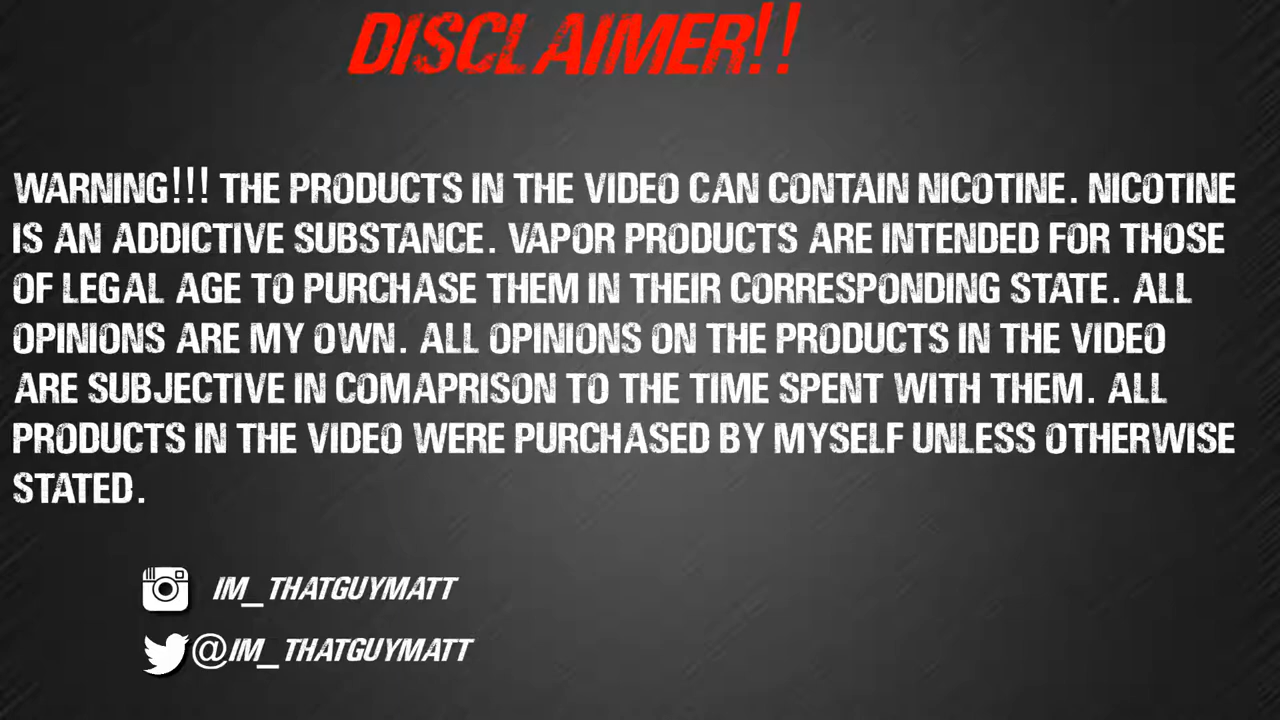 DISCLAIMER!!
WARNING!!! THE PRODUCTS IN THE VIDEO CAN CONTAIN NICOTINE. NICOTINE
IS AN ADDICTIVE SUBSTANCE. VAPOR PRODUCTS ARE INTENDED FOR THOSE
OF LEGAL AGE TO PURCHASE THEM IN THEIR CORRESPONDING STATE. ALL
OPINIONS ARE MY OWN. ALL OPINIONS ON THE PRODUCTS IN THE VIDEO
ARE SUBJECTIVE IN COMAPRISON TO THE TIME SPENT WITH THEM. ALL
PRODUCTS IN THE VIDEO WERE PURCHASED BY MYSELF UNLESS OTHERWISE
STATED.
IM_THATGUYMATT
@IM_THATGUYMATT